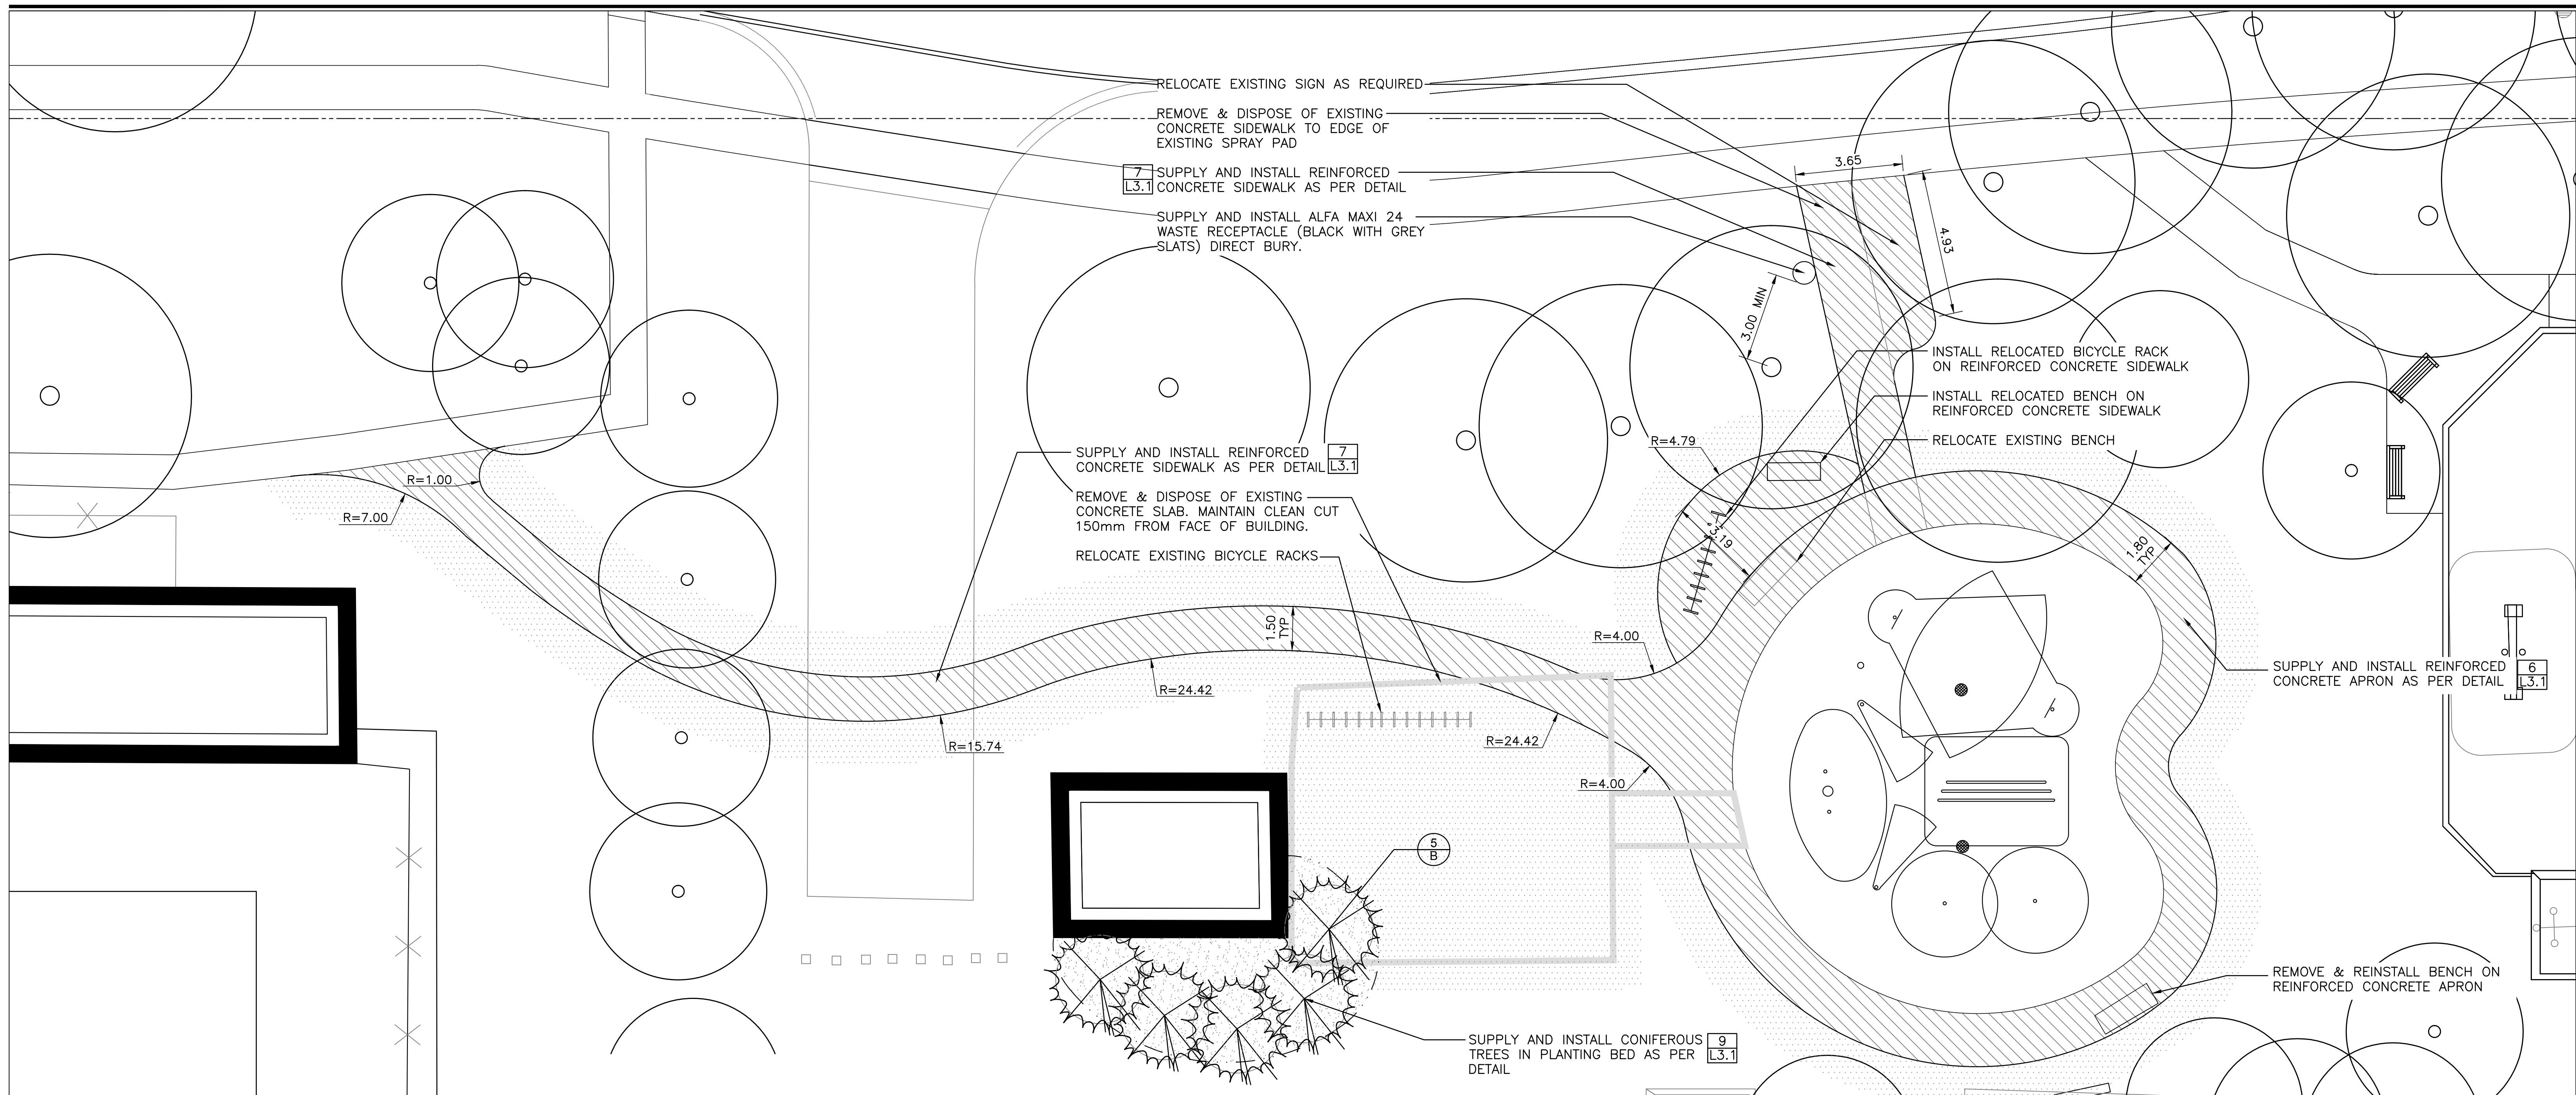 RELOCATE EXISTING SIGN AS REQUIRED
REMOVE & DISPOSE OF EXISTING
CONCRETE SIDEWALK TO EDGE OF
EXISTING SPRAY PAD
7
L3.1
SUPPLY AND INSTALL REINFORCED
CONCRETE SIDEWALK AS PER DETAIL
SUPPLY AND INSTALL ALFA MAXI 24
WASTE RECEPTACLE (BLACK WITH GREY
SLATS) DIRECT BURY.
3.65
4.93
3.00 MIN
INSTALL RELOCATED BICYCLE RACK
ON REINFORCED CONCRETE SIDEWALK
INSTALL RELOCATED BENCH ON
REINFORCED CONCRETE SIDEWALK
RELOCATE EXISTING BENCH
R=4.79
3.19
1.80
TYP
SUPPLY AND INSTALL REINFORCED
CONCRETE SIDEWALK AS PER DETAIL
7
L3.1
REMOVE & DISPOSE OF EXISTING
CONCRETE SLAB. MAINTAIN CLEAN CUT
150mm FROM FACE OF BUILDING.
RELOCATE EXISTING BICYCLE RACKS
R=1.00
R=7.00
1.50
TYP
R=4.00
R=24.42
R=15.74
R=24.42
R=4.00
SUPPLY AND INSTALL REINFORCED
CONCRETE APRON AS PER DETAIL
6
L3.1
5
B
REMOVE & REINSTALL BENCH ON
REINFORCED CONCRETE APRON
SUPPLY AND INSTALL CONIFEROUS
TREES IN PLANTING BED AS PER
DETAIL
9
L3.1